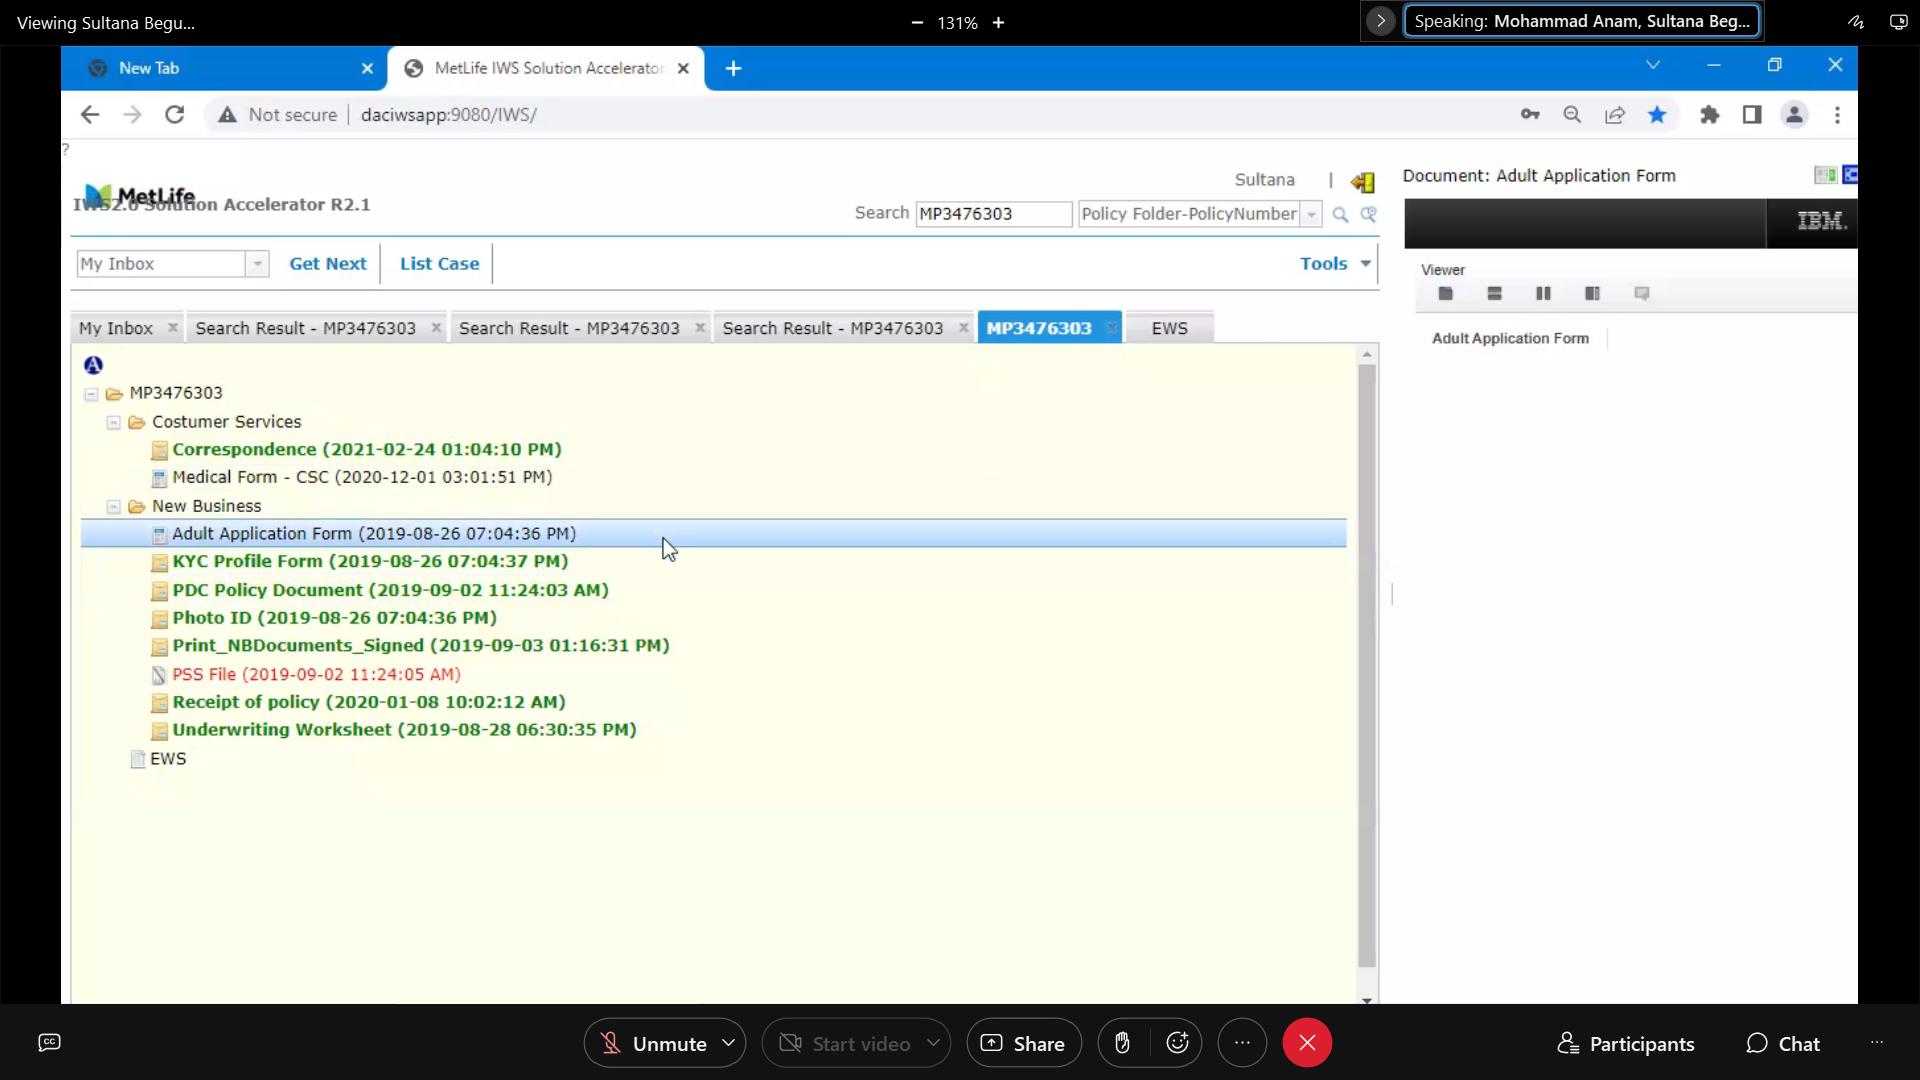 Viewing Sultana Begu...
131%
Speaking: Mohammad Anam, Sultana Beg...
New Tab
MetLife IWS Solution Accelerator
Not secure
daciwsapp:9080/IWS/
?
MetLife
IWS2.0 Solution Accelerator R2.1
Sultana |
Search MP3476303 Policy Folder-PolicyNumber
My Inbox Get Next List Case Tools
My Inbox Search Result - MP3476303 Search Result - MP3476303 Search Result - MP3476303 MP3476303 EWS
A
MP3476303
Costumer Services
Correspondence (2021-02-24 01:04:10 PM)
Medical Form - CSC (2020-12-01 03:01:51 PM)
New Business
Adult Application Form (2019-08-26 07:04:36 PM)
KYC Profile Form (2019-08-26 07:04:37 PM)
PDC Policy Document (2019-09-02 11:24:03 AM)
Photo ID (2019-08-26 07:04:36 PM)
Print_NBDocuments_Signed (2019-09-03 01:16:31 PM)
PSS File (2019-09-02 11:24:05 AM)
Receipt of policy (2020-01-08 10:02:12 AM)
Underwriting Worksheet (2019-08-28 06:30:35 PM)
EWS
Document: Adult Application Form
IBM.
Viewer
Adult Application Form
CC
Unmute
Start video
Share
Participants
Chat